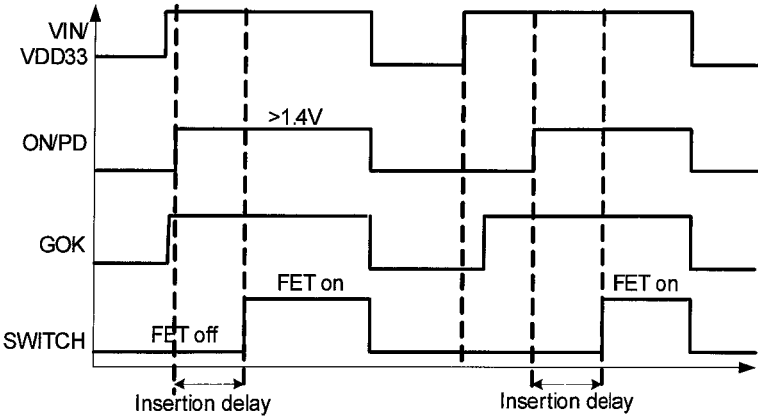 VIN/
VDD33
>1.4V
ON/PD
GOK
FET on
FET on
FET off
SWITCH
Insertion delay
Insertion delay